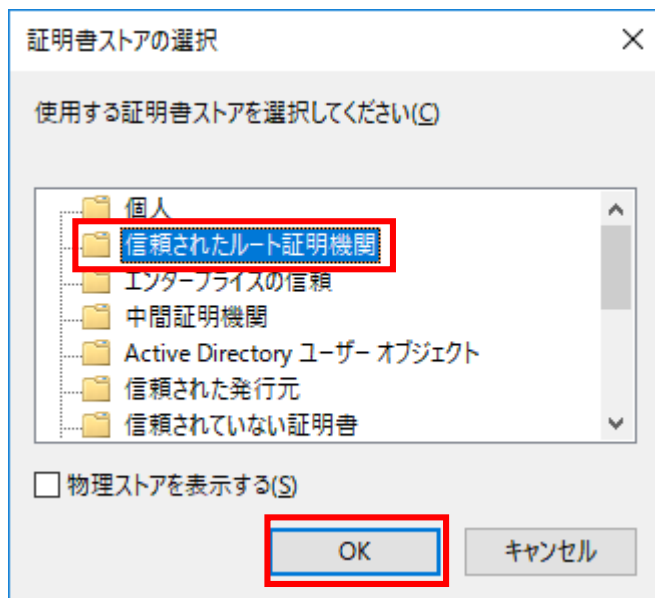 証明書ストアの選択
使用する証明書ストアを選択してください(C)
個人
信頼されたルート証明機関
エンタープライズの信頼
中間証明機関
Active Directory ユーザー オブジェクト
信頼された発行元
信頼されていない証明書
物理ストアを表示する(S)
OK
キャンセル